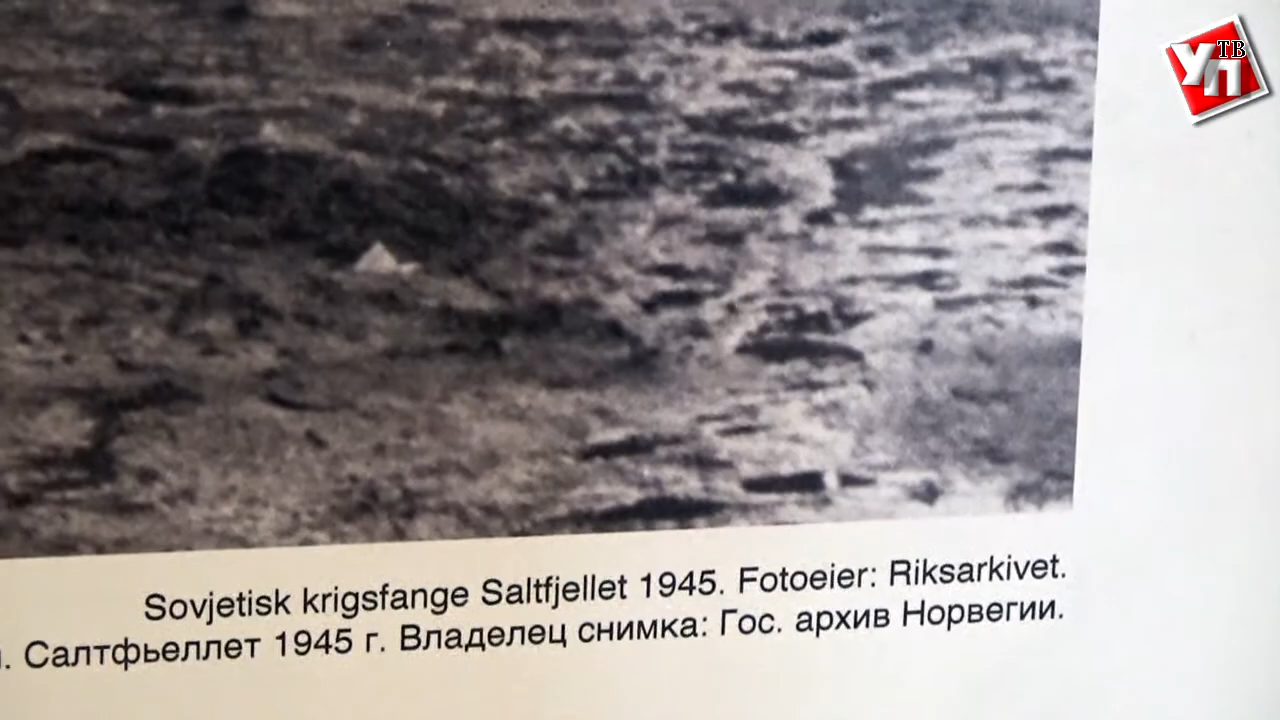 УП ТВ
Sovjetisk krigsfange Saltfjellet 1945. Fotoeier: Riksarkivet.
Салтфьеллет 1945 г. Владелец снимка: Гос. архив Норвегии.